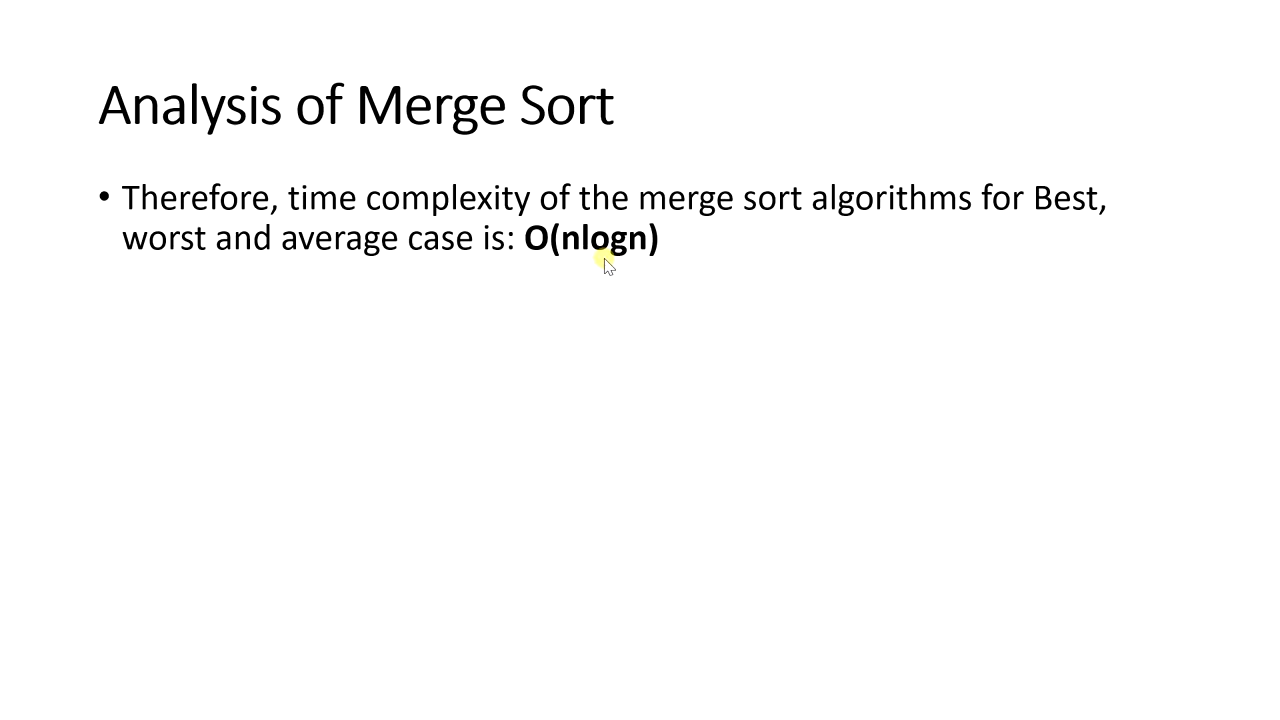 Analysis of Merge Sort
• Therefore, time complexity of the merge sort algorithms for Best,
worst and average case is: O(nlogn)